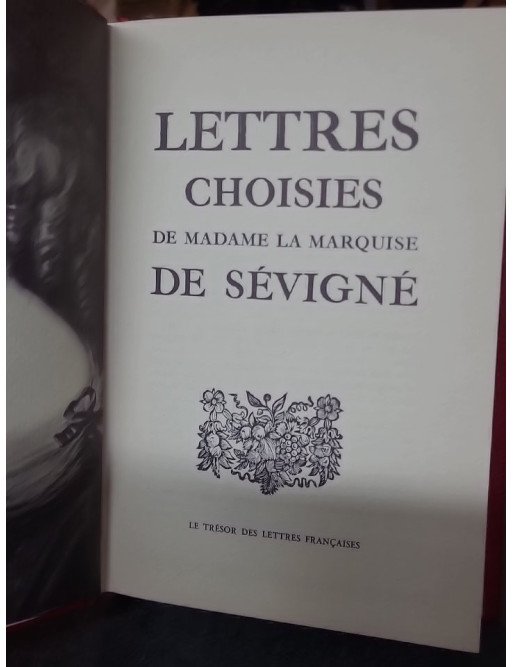 LETTRES
CHOISIES
DE MADAME LA MARQUISE
DE SÉVIGNÉ
LE TRÉSOR DES LETTRES FRANÇAISES